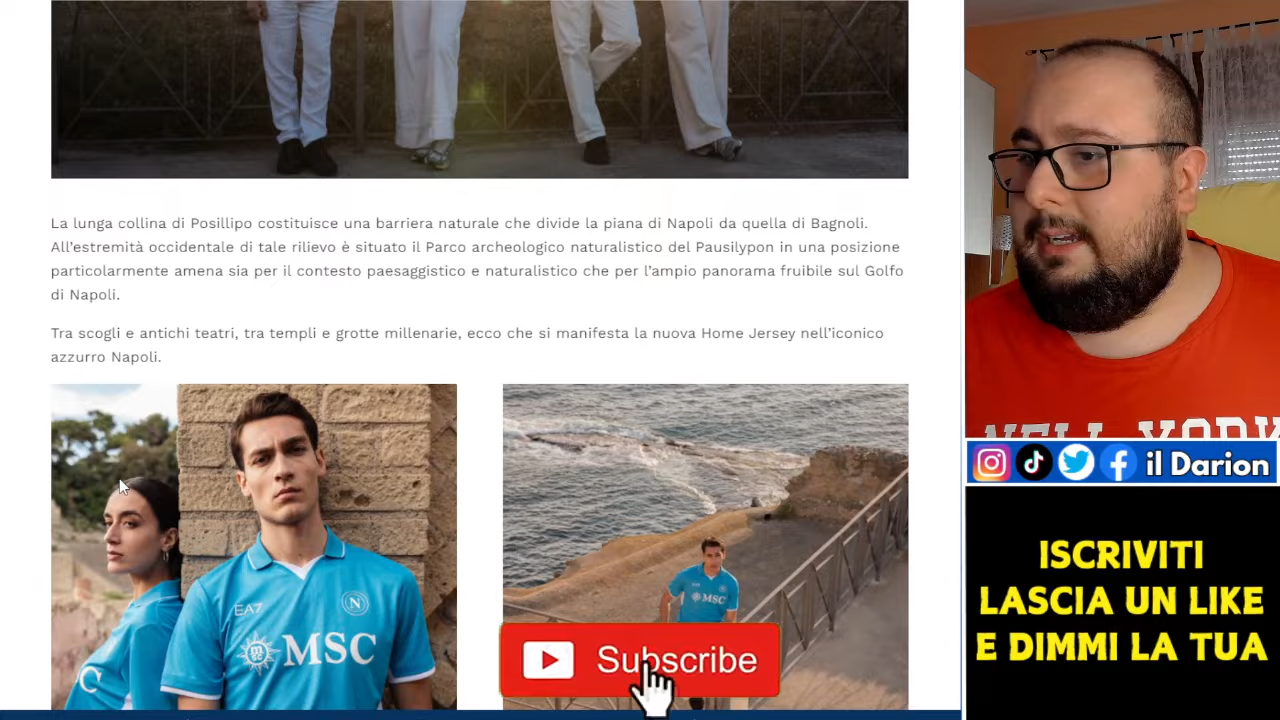 La lunga collina di Posillipo costituisce una barriera naturale che divide la piana di Napoli da quella di Bagnoli.
All’estremità occidentale di tale rilievo è situato il Parco archeologico naturalistico del Pausilypon in una posizione
particolarmente amena sia per il contesto paesaggistico e naturalistico che per l’ampio panorama fruibile sul Golfo
di Napoli.
Tra scogli e antichi teatri, tra templi e grotte millenarie, ecco che si manifesta la nuova Home Jersey nell’iconico
azzurro Napoli.
EA7
N
MSC
MSC
C
MSC
Subscribe
il Darion
ISCRIVITI
LASCIA UN LIKE
E DIMMI LA TUA